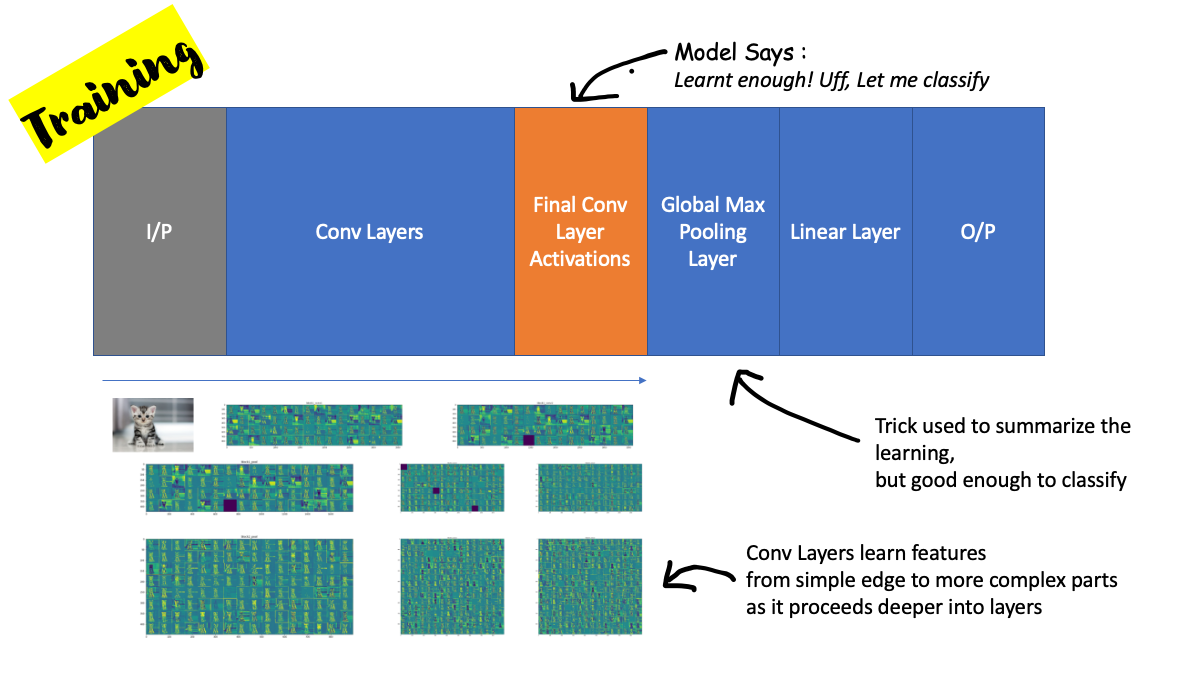 Training
Model Says :
Learnt enough! Uff, Let me classify
I/P
Conv Layers
Final Conv
Layer
Activations
Global Max
Pooling
Layer
Linear Layer
O/P
Trick used to summarize the
learning,
but good enough to classify
Conv Layers learn features
from simple edge to more complex parts
as it proceeds deeper into layers